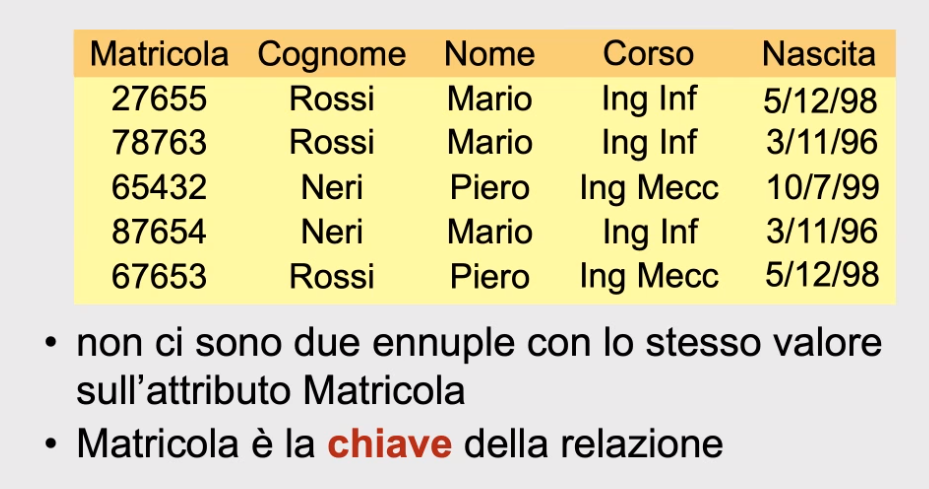 Matricola Cognome Nome Corso Nascita
27655 Rossi Mario Ing Inf 5/12/98
78763 Rossi Mario Ing Inf 3/11/96
65432 Neri Piero Ing Mecc 10/7/99
87654 Neri Mario Ing Inf 3/11/96
67653 Rossi Piero Ing Mecc 5/12/98
• non ci sono due ennuple con lo stesso valore
sull'attributo Matricola
• Matricola è la chiave della relazione